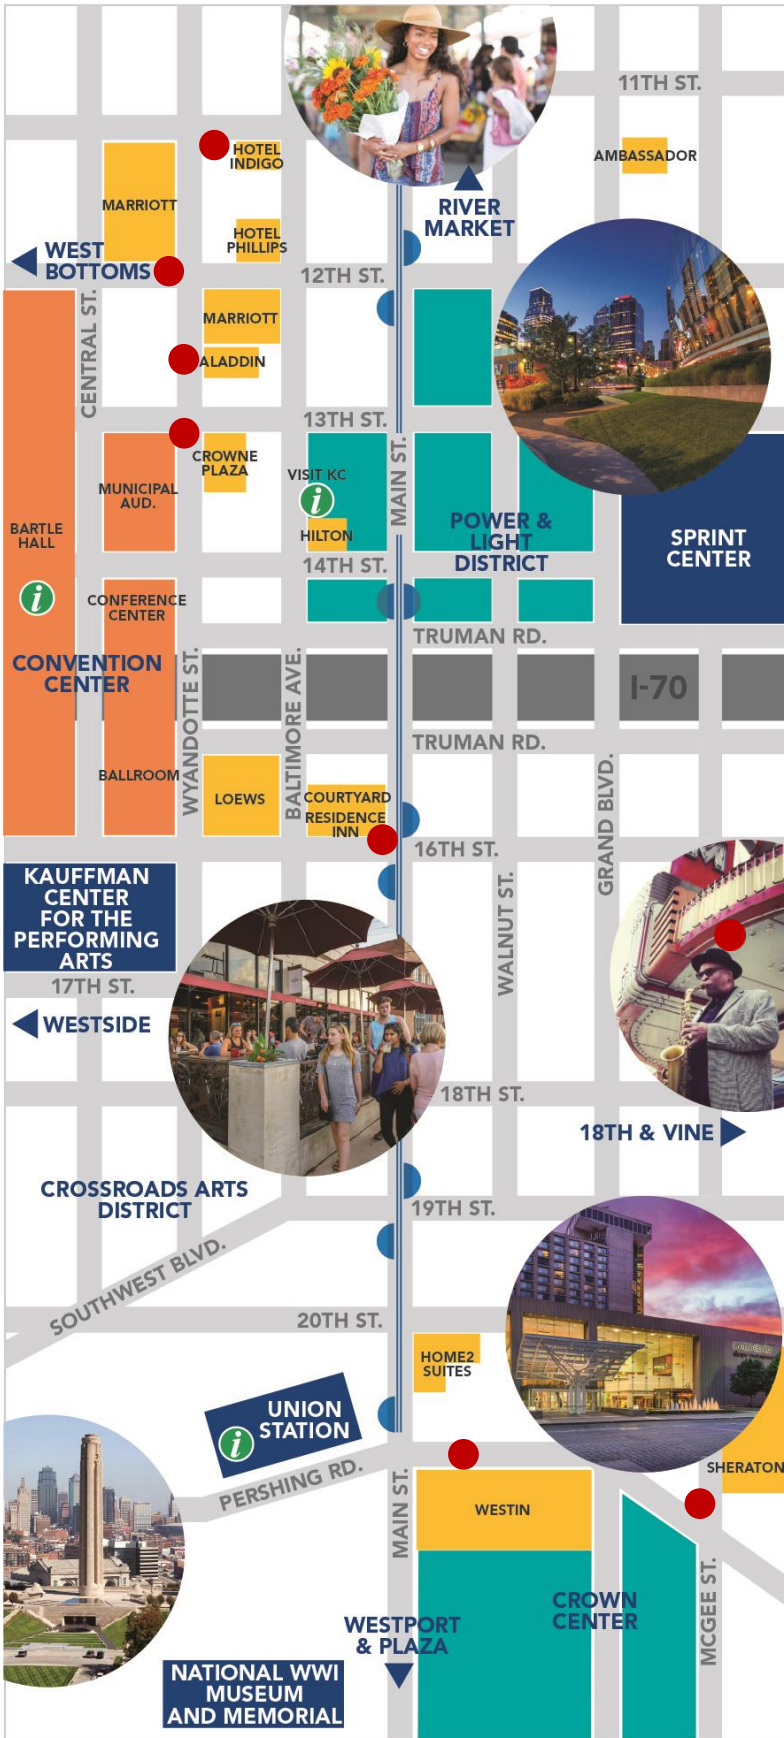 11TH ST.
HOTEL
INDIGO
AMBASSADOR
MARRIOTT
RIVER
MARKET
HOTEL
PHILLIPS
WEST
BOTTOMS
12TH ST.
CENTRAL ST.
MARRIOTT
ALADDIN
13TH ST.
MAIN ST.
CROWNE
PLAZA
VISIT KC
i
MUNICIPAL
AUD.
BARTLE
HALL
HILTON
POWER &
LIGHT
DISTRICT
SPRINT
CENTER
14TH ST.
i
CONFERENCE
CENTER
TRUMAN RD.
CONVENTION
CENTER
WYANDOTTE ST.
BALTIMORE AVE.
I-70
TRUMAN RD.
BALLROOM
LOEWS
COURTYARD
RESIDENCE
INN
GRAND BLVD.
16TH ST.
WALNUT ST.
KAUFFMAN
CENTER
FOR THE
PERFORMING
ARTS
17TH ST.
WESTSIDE
18TH ST.
18TH & VINE
CROSSROADS ARTS
DISTRICT
19TH ST.
SOUTHWEST BLVD.
20TH ST.
HOME2
SUITES
UNION
STATION
i
PERSHING RD.
SHERATON
MAIN ST.
WESTIN
CROWN
CENTER
MCGEE ST.
WESTPORT
& PLAZA
NATIONAL WWI
MUSEUM
AND MEMORIAL